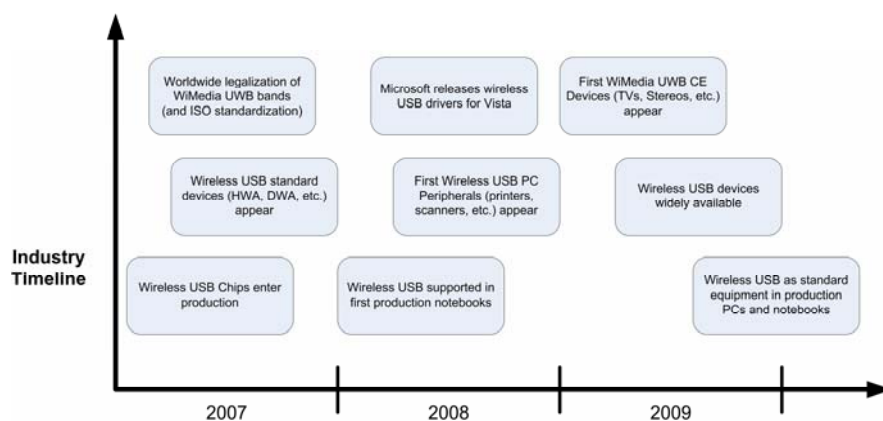 Worldwide legalization of
WiMedia UWB bands
(and ISO standardization)
Microsoft releases wireless
USB drivers for Vista
First WiMedia UWB CE
Devices (TVs, Stereos, etc.)
appear
Wireless USB standard
devices (HWA, DWA, etc.)
appear
First Wireless USB PC
Peripherals (printers,
scanners, etc.) appear
Wireless USB devices
widely available
Industry
Timeline
Wireless USB Chips enter
production
Wireless USB supported in
first production notebooks
Wireless USB as standard
equipment in production
PCs and notebooks
2007
2008
2009